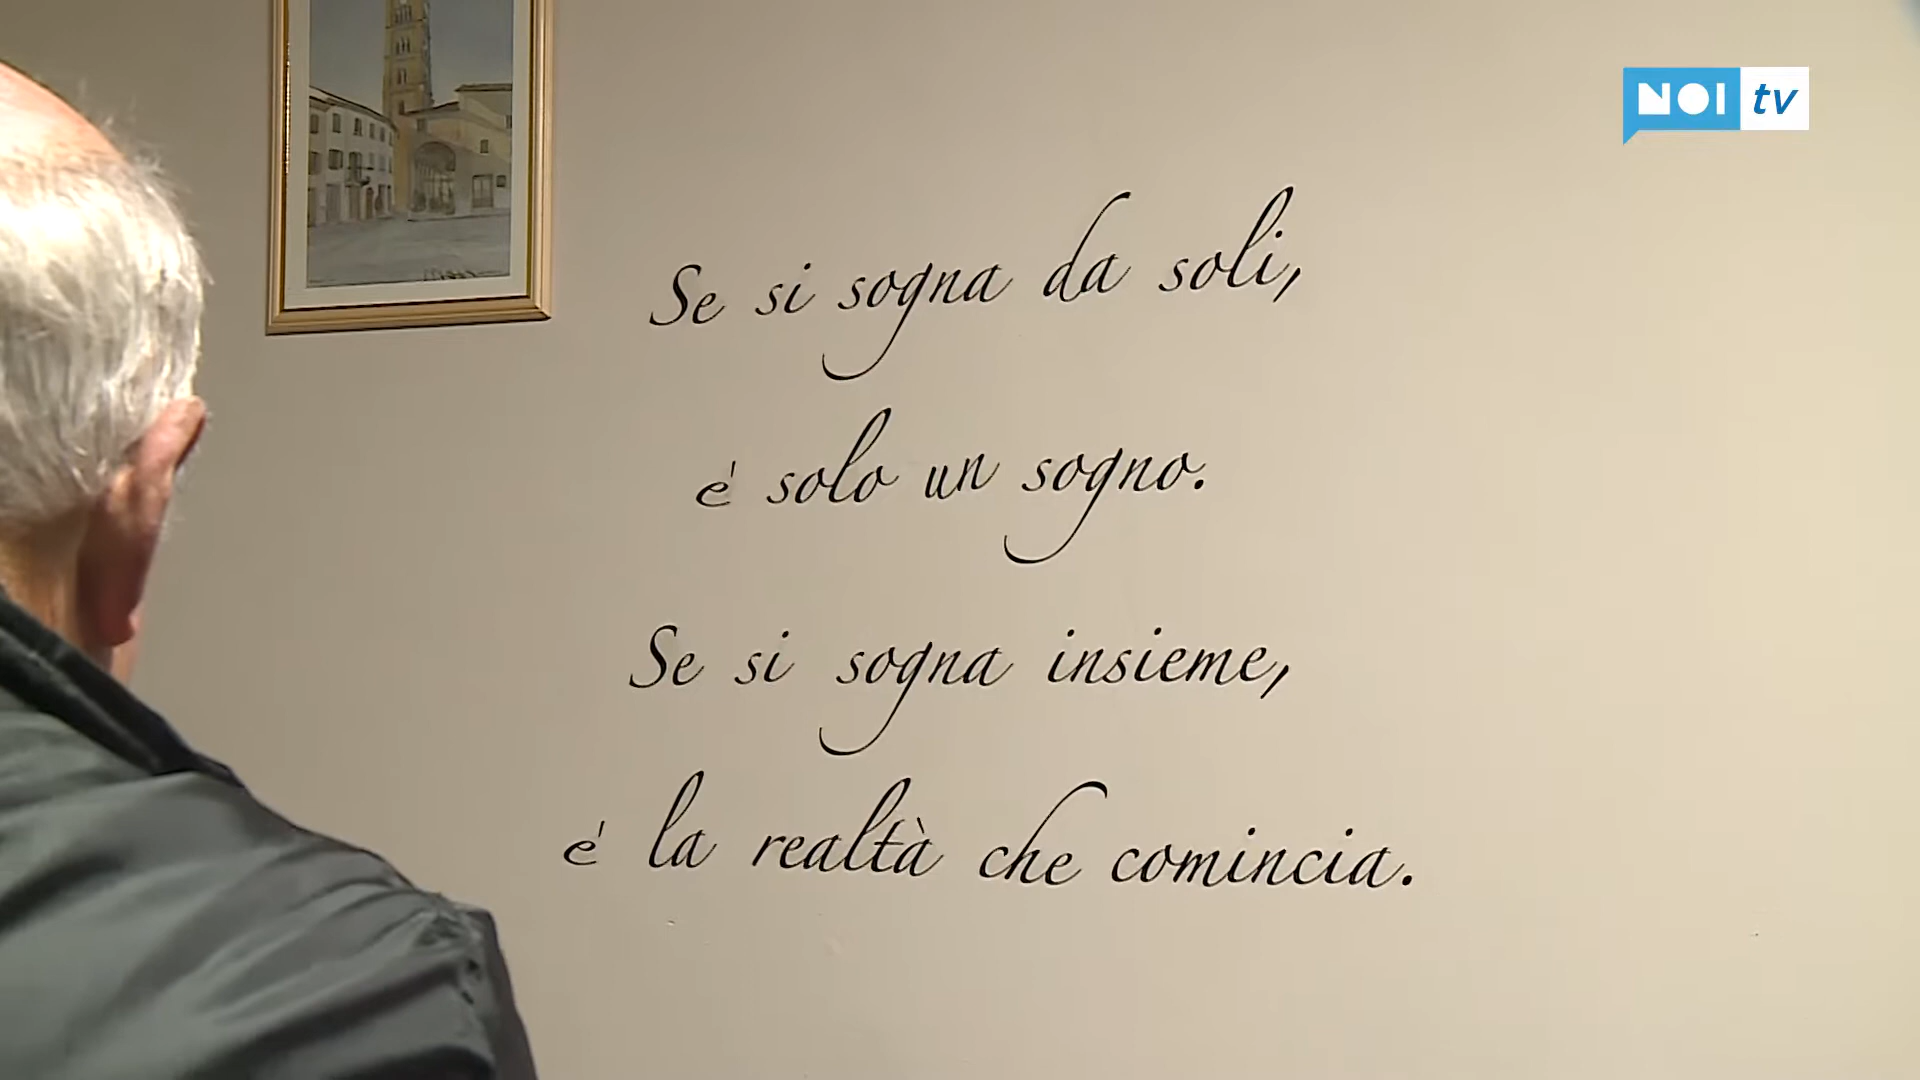 NOI tv
Se si sogna da soli,
e' solo un sogno.
Se si sogna insieme,
e' la realtà che comincia.